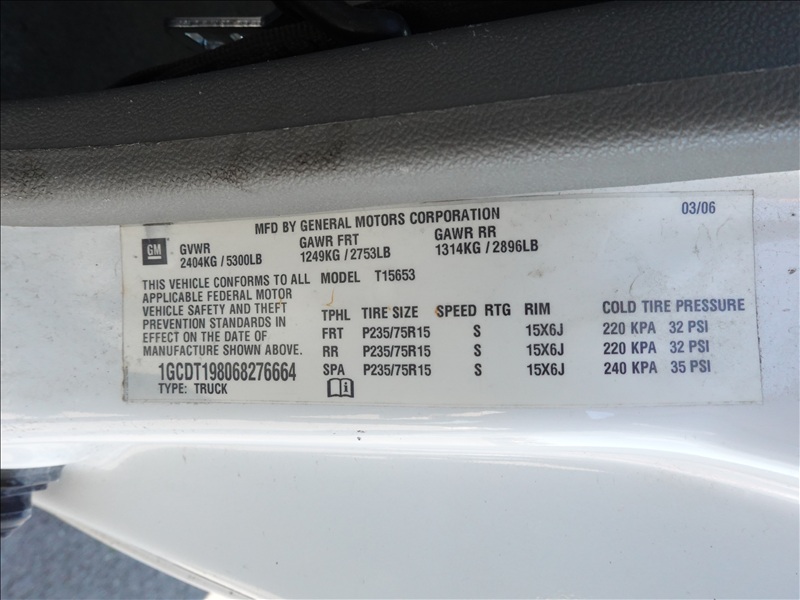 MFD BY GENERAL MOTORS CORPORATION 03/06
GM
GVWR GAWR FRT GAWR RR
2404KG / 5300LB 1249KG / 2753LB 1314KG / 2896LB
THIS VEHICLE CONFORMS TO ALL
APPLICABLE FEDERAL MOTOR
VEHICLE SAFETY AND THEFT
PREVENTION STANDARDS IN
EFFECT ON THE DATE OF
MANUFACTURE SHOWN ABOVE.
1GCDT198068276664
TYPE: TRUCK
MODEL T15653
TPHL TIRE SIZE SPEED RTG RIM COLD TIRE PRESSURE
FRT P235/75R15 S 15X6J 220 KPA 32 PSI
RR P235/75R15 S 15X6J 220 KPA 32 PSI
SPA P235/75R15 S 15X6J 240 KPA 35 PSI